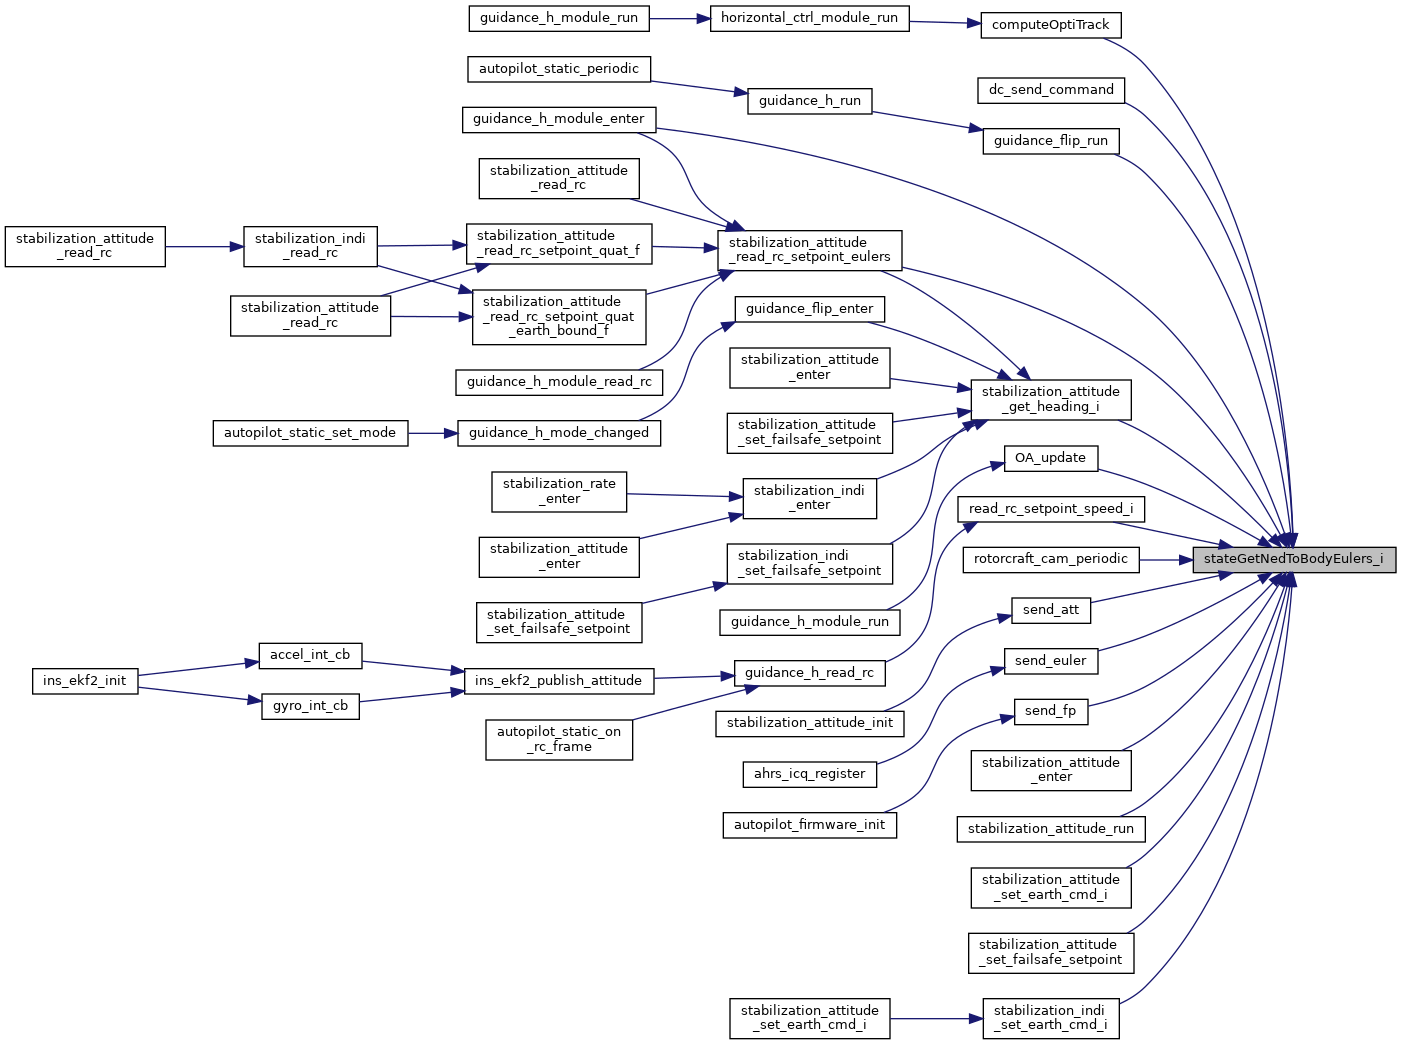 guidance_h_module_run
horizontal_ctrl_module_run
computeOptiTrack
autopilot_static_periodic
dc_send_command
guidance_h_run
guidance_h_module_enter
guidance_flip_run
stabilization_attitude
_read_rc
stabilization_attitude
_read_rc
stabilization_indi
_read_rc
stabilization_attitude
_read_rc_setpoint_quat_f
stabilization_attitude
_read_rc_setpoint_eulers
stabilization_attitude
_read_rc
stabilization_attitude
_read_rc_setpoint_quat
_earth_bound_f
guidance_flip_enter
guidance_h_module_read_rc
stabilization_attitude
_enter
stabilization_attitude
_get_heading_i
autopilot_static_set_mode
guidance_h_mode_changed
stabilization_attitude
_set_failsafe_setpoint
OA_update
stabilization_rate
_enter
stabilization_indi
_enter
read_rc_setpoint_speed_i
stabilization_attitude
_enter
stabilization_indi
_set_failsafe_setpoint
rotorcraft_cam_periodic
stateGetNedToBodyEulers_i
stabilization_attitude
_set_failsafe_setpoint
guidance_h_module_run
send_att
accel_int_cb
ins_ekf2_init
gyro_int_cb
ins_ekf2_publish_attitude
guidance_h_read_rc
send_euler
autopilot_static_on
_rc_frame
stabilization_attitude_init
send_fp
ahrs_icq_register
stabilization_attitude
_enter
autopilot_firmware_init
stabilization_attitude_run
stabilization_attitude
_set_earth_cmd_i
stabilization_attitude
_set_failsafe_setpoint
stabilization_attitude
_set_earth_cmd_i
stabilization_indi
_set_earth_cmd_i